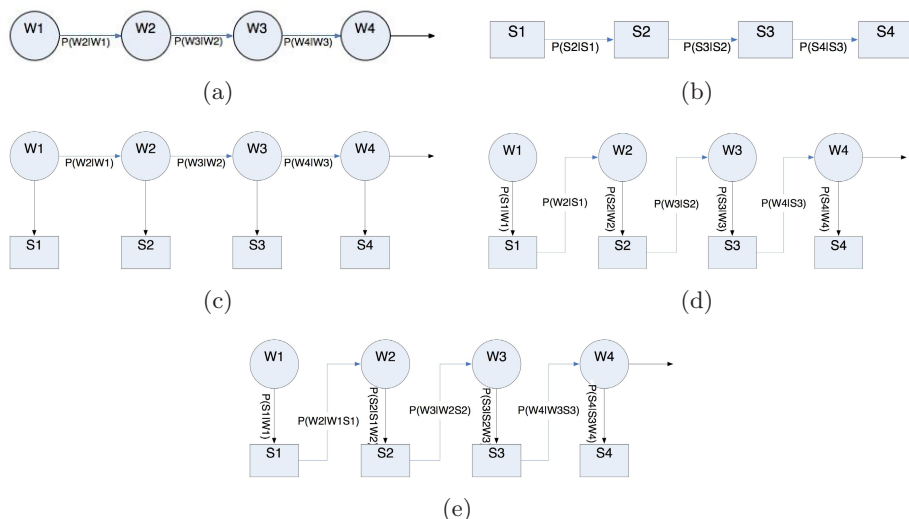 W1 W2 W3 W4
P(W2|W1) P(W3|W2) P(W4|W3)
(a)
S1 S2 S3 S4
P(S2|S1) P(S3|S2) P(S4|S3)
(b)
W1 W2 W3 W4
P(W2|W1) P(W3|W2) P(W4|W3)
S1 S2 S3 S4
(c)
W1 W2 W3 W4
P(S1|W1) P(W2|S1) P(S2|W2) P(W3|S2) P(S3|W3) P(W4|S3) P(S4|W4)
S1 S2 S3 S4
(d)
W1 W2 W3 W4
P(S1|W1) P(W2|W1S1) P(S2|S1W2) P(W3|W2S2) P(S3|S2W3 P(W4|W3S3) P(S4|S3W4)
S1 S2 S3 S4
(e)